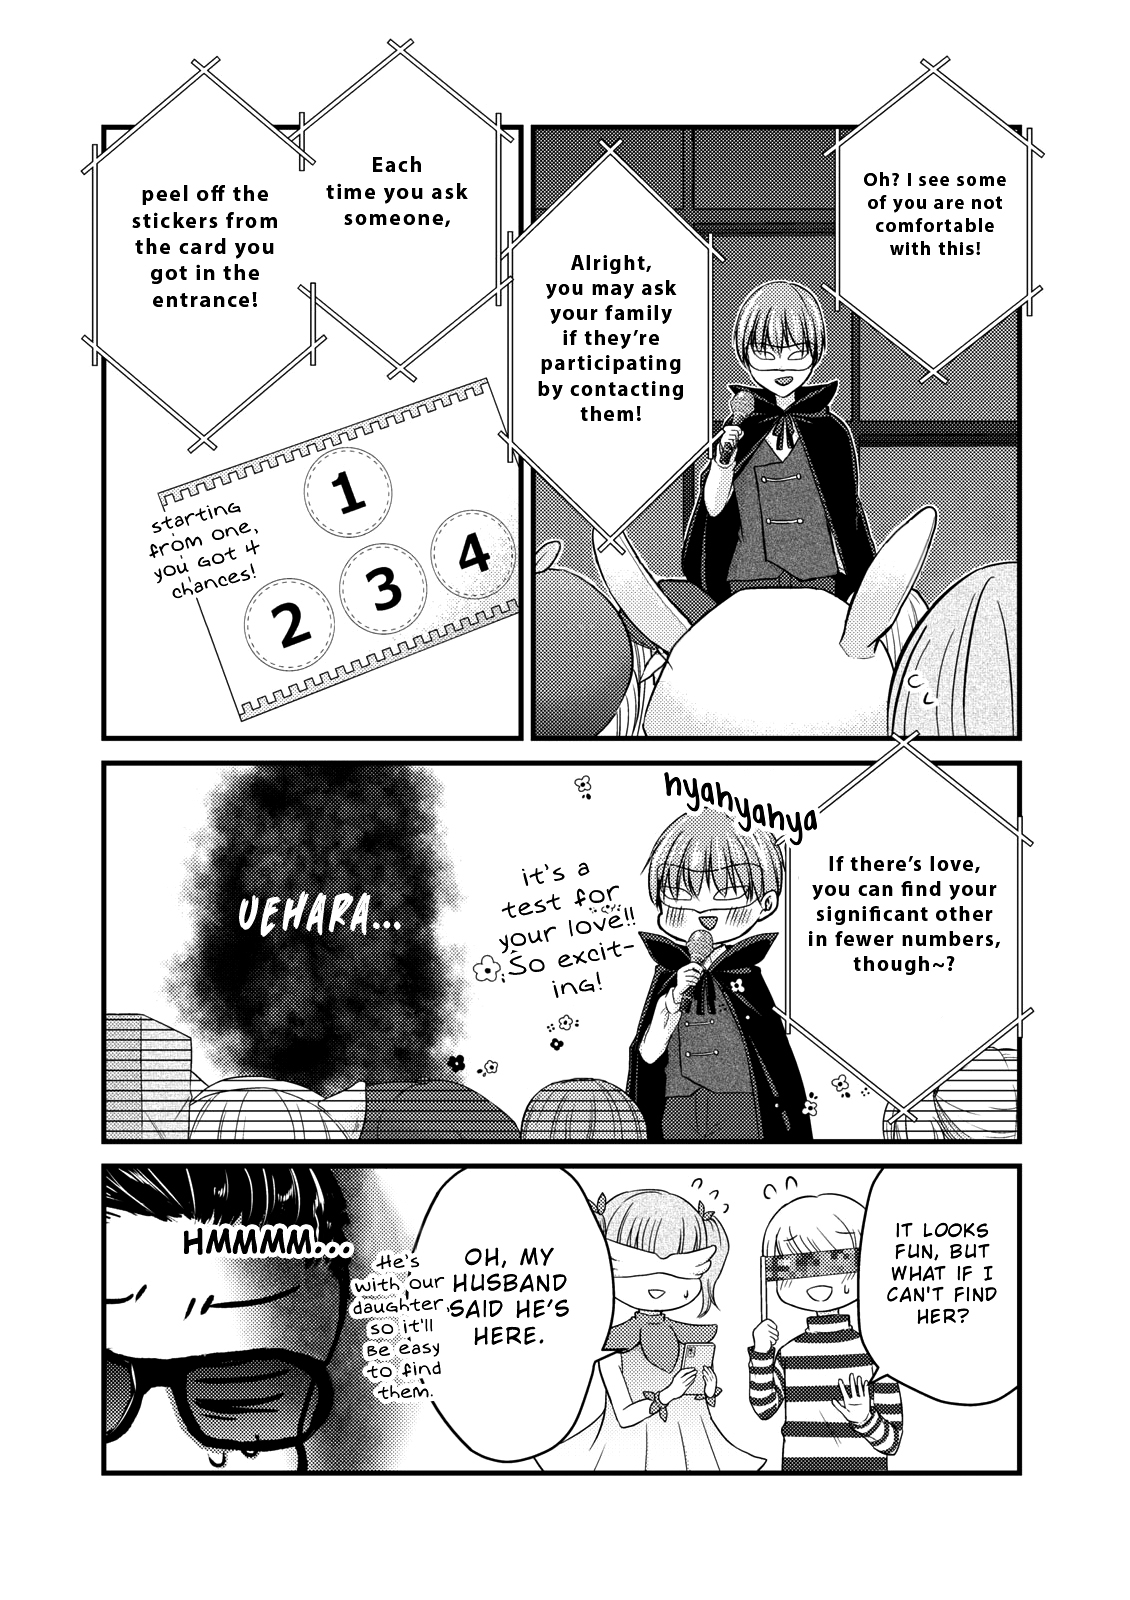 Oh? I see some
of you are not
comfortable
with this!
Alright,
you may ask
your family
if they're
participating
by contacting
them!
Each
time you ask
someone,
peel off the
stickers from
the card you
got in the
entrance!
starting
from one,
you got 4
chances!
1
2
3
4
If there's love,
you can find your
significant other
in fewer numbers,
though~?
hyahyahya
it's a
test for
your love!!
So excit-
ing!
UEHARA...
IT LOOKS
FUN, BUT
WHAT IF I
CAN'T FIND
HER?
OH, MY
HUSBAND
SAID HE'S
HERE.
He's
with our
daughter,
so it'll
be easy
to find
them.
HMMMM...